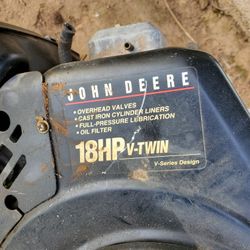 JOHN DEERE
• OVERHEAD VALVES
• CAST IRON CYLINDER LINERS
• FULL-PRESSURE LUBRICATION
• OIL FILTER
18HP V-TWIN
V-Series Design